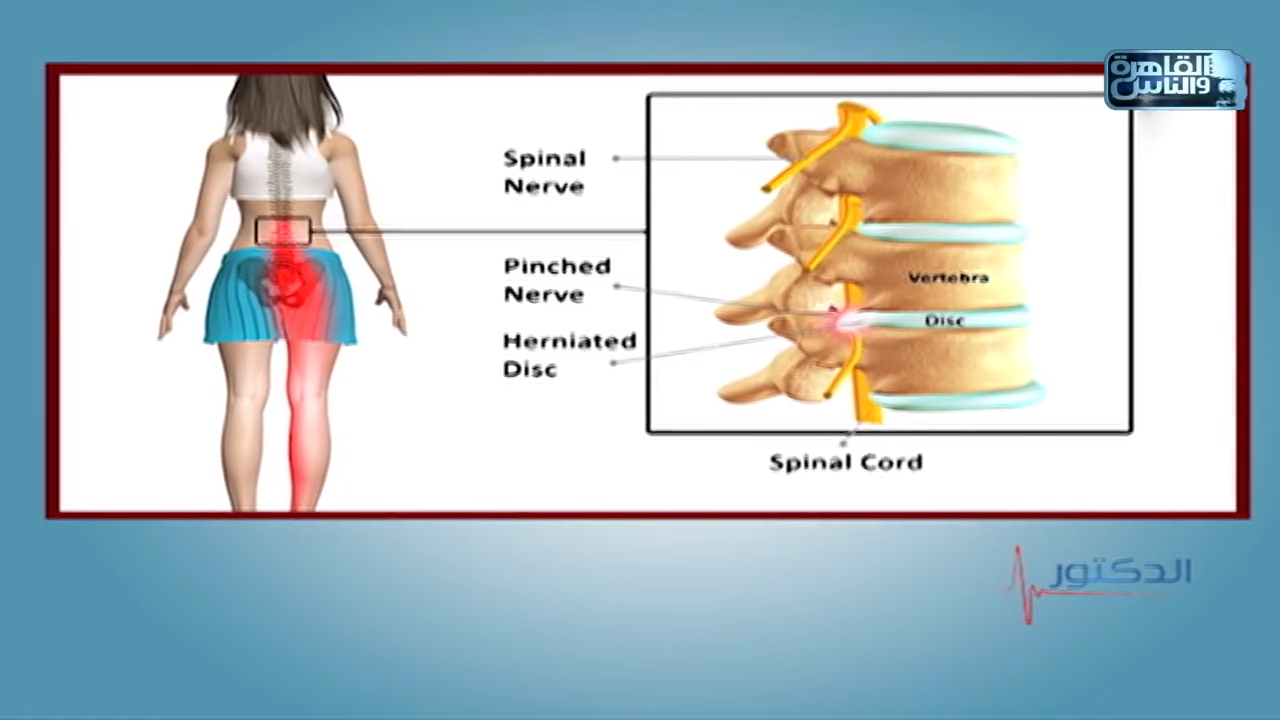 القاهرة
والناس
Spinal
Nerve
Pinched
Nerve
Herniated
Disc
Vertebra
Disc
Spinal Cord
الدكتور